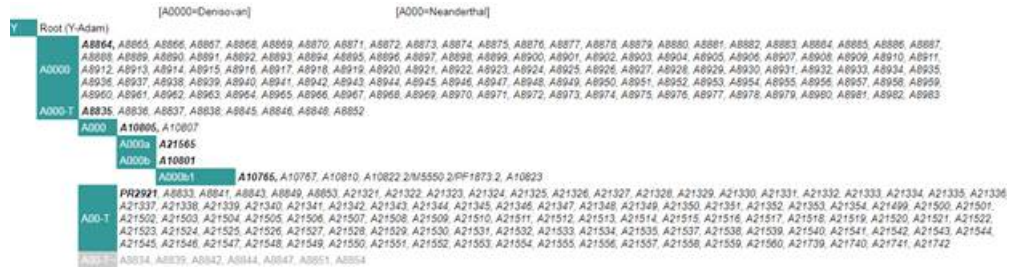 [A0000=Denisovan] [A000=Neanderthal]
Y Root (Y-Adam)
A8864, A8865, A8866, A8867, A8868, A8869, A8870, A8871, A8872, A8873, A8874, A8875, A8876, A8877, A8878, A8879, A8880, A8881, A8882, A8883, A8884, A8885, A8886, A8887,
A8888, A8889, A8890, A8891, A8892, A8893, A8894, A8895, A8896, A8897, A8898, A8899, A8900, A8901, A8902, A8903, A8904, A8905, A8906, A8907, A8908, A8909, A8910, A8911,
A0000 A8912, A8913, A8914, A8915, A8916, A8917, A8918, A8919, A8920, A8921, A8922, A8923, A8924, A8925, A8926, A8927, A8928, A8929, A8930, A8931, A8932, A8933, A8934, A8935,
A8936, A8937, A8938, A8939, A8940, A8941, A8942, A8943, A8944, A8945, A8946, A8947, A8948, A8949, A8950, A8951, A8952, A8953, A8954, A8955, A8956, A8957, A8958, A8959,
A8960, A8961, A8962, A8963, A8964, A8965, A8966, A8967, A8968, A8969, A8970, A8971, A8972, A8973, A8974, A8975, A8976, A8977, A8978, A8979, A8980, A8981, A8982, A8983
A000-T A8835, A8836, A8837, A8838, A8845, A8846, A8848, A8852
A000 A10805, A10807
A000a A21565
A000b A10801
A000b1 A10765, A10767, A10810, A10822.2/M5550.2/PF1873.2, A10823
PR2921, A8833, A8841, A8843, A8849, A8853, A21321, A21322, A21323, A21324, A21325, A21326, A21327, A21328, A21329, A21330, A21331, A21332, A21333, A21334, A21335, A21336
A21337, A21338, A21339, A21340, A21341, A21342, A21343, A21344, A21345, A21346, A21347, A21348, A21349, A21350, A21351, A21352, A21353, A21354, A21499, A21500, A21501,
A00-T A21502, A21503, A21504, A21505, A21506, A21507, A21508, A21509, A21510, A21511, A21512, A21513, A21514, A21515, A21516, A21517, A21518, A21519, A21520, A21521, A21522,
A21523, A21524, A21525, A21526, A21527, A21528, A21529, A21530, A21531, A21532, A21533, A21534, A21535, A21537, A21538, A21539, A21540, A21541, A21542, A21543, A21544,
A21545, A21546, A21547, A21548, A21549, A21550, A21551, A21552, A21553, A21554, A21555, A21556, A21557, A21558, A21559, A21560, A21739, A21740, A21741, A21742
A00-T~ A8834, A8839, A8842, A8844, A8847, A8851, A8854